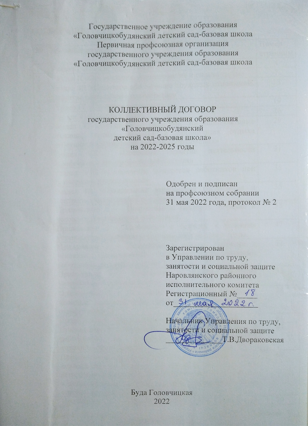 Государственное учреждение образования
«Головчицкобудянский детский сад-базовая школа
Первичная профсоюзная организация
государственного учреждения образования
«Головчицкобудянский детский сад-базовая школа
КОЛЛЕКТИВНЫЙ ДОГОВОР
государственного учреждения образования
«Головчицкобудянский
детский сад-базовая школа»
на 2022-2025 годы
Одобрен и подписан
на профсоюзном собрании
31 мая 2022 года, протокол № 2
Зарегистрирован
в Управлении по труду,
занятости и социальной защите
Наровлянского районного
исполнительного комитета
Регистрационный № 18
от 31 мая 2022 г.
Начальник Управления по труду,
занятости и социальной защите
Т.В.Двораковская
Буда Головчицкая
2022